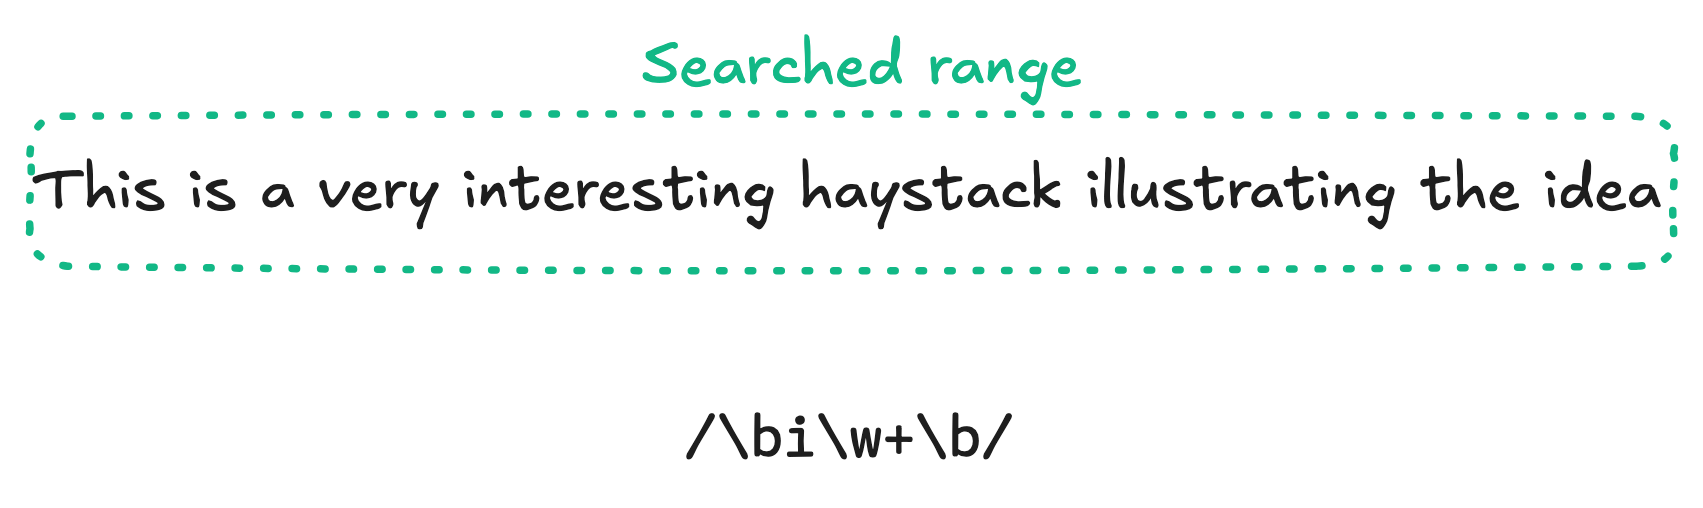 Searched range
This is a very interesting haystack illustrating the idea
/\bi\w+\b/